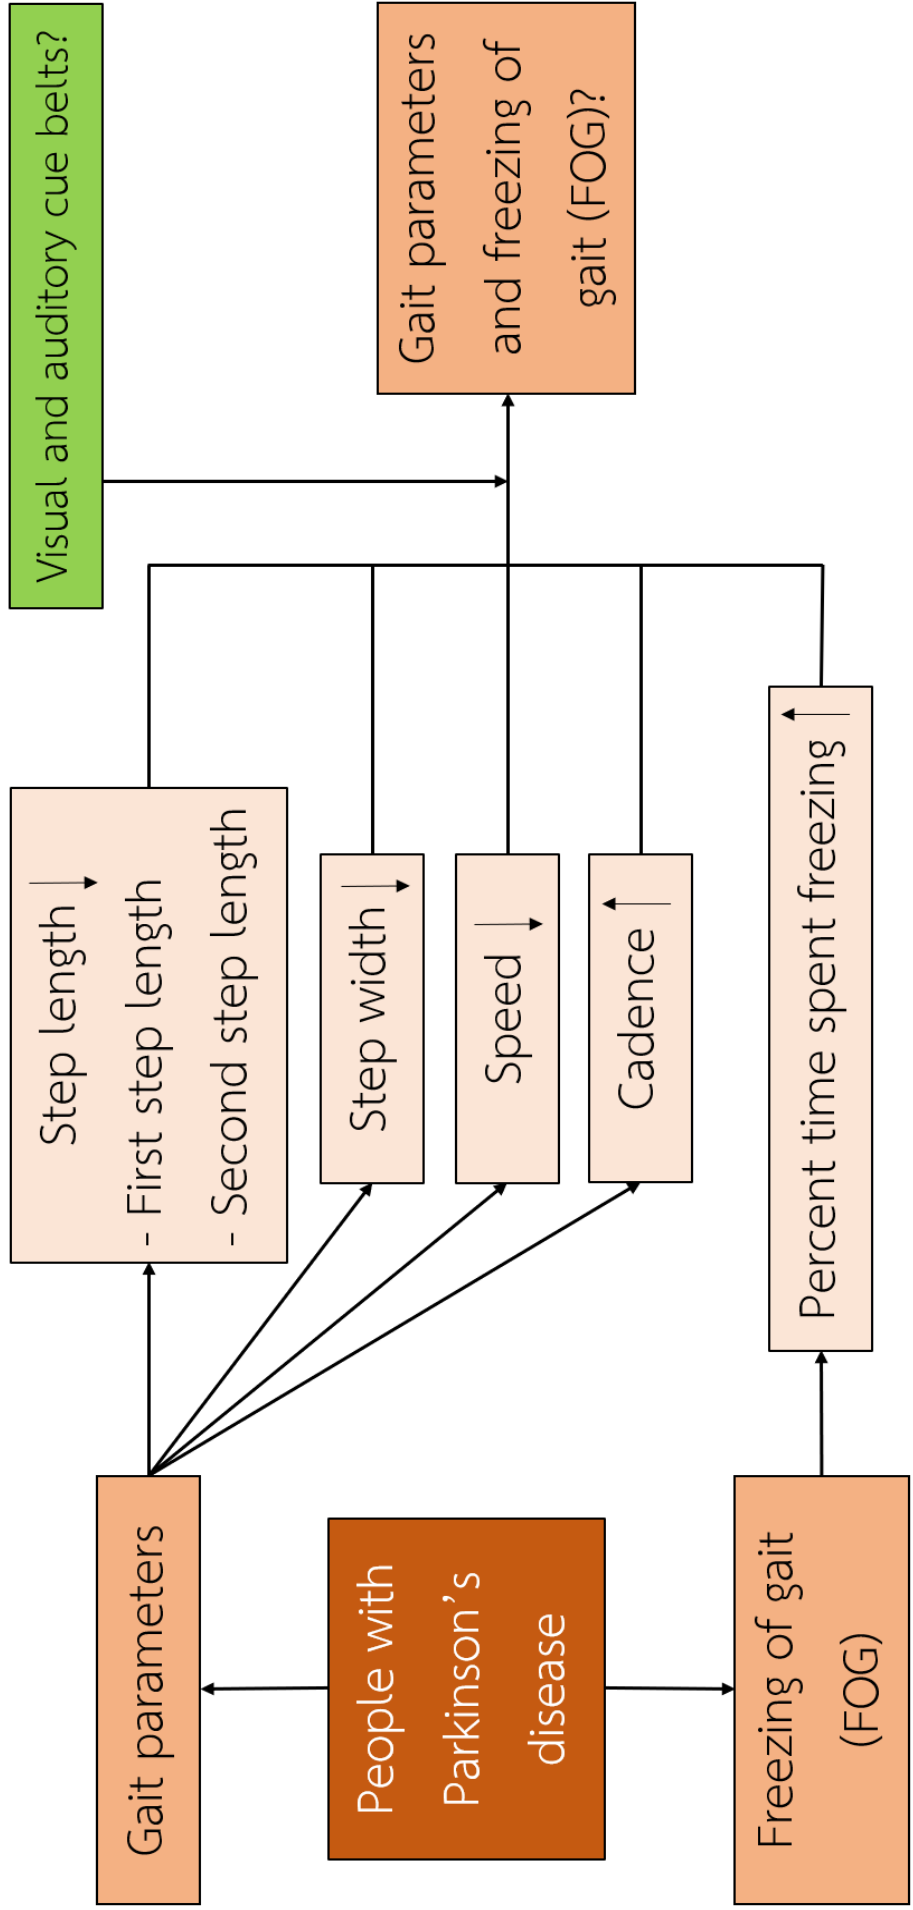 Visual and auditory cue belts?
Gait parameters
Step length
- First step length
- Second step length
Step width
Speed
Cadence
People with
Parkinson’s
disease
Gait parameters
and freezing of
gait (FOG)?
Freezing of gait
(FOG)
Percent time spent freezing